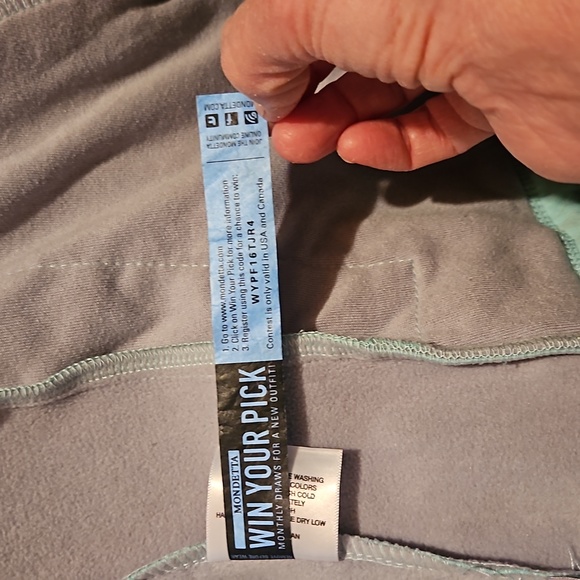 MONDETTA
WIN YOUR PICK
MONTHLY DRAWS FOR A NEW OUTFIT!
1. Go to www.mondetta.com
2. Click on Win Your Pick for more information
3. Register using this code for a chance to win:
WYPF16TJR4
Contest is only valid in USA and Canada
JOIN THE MONDETTA
ONLINE COMMUNITY
MONDETTA.COM
WASHING
COLORS
COLD
DRY LOW